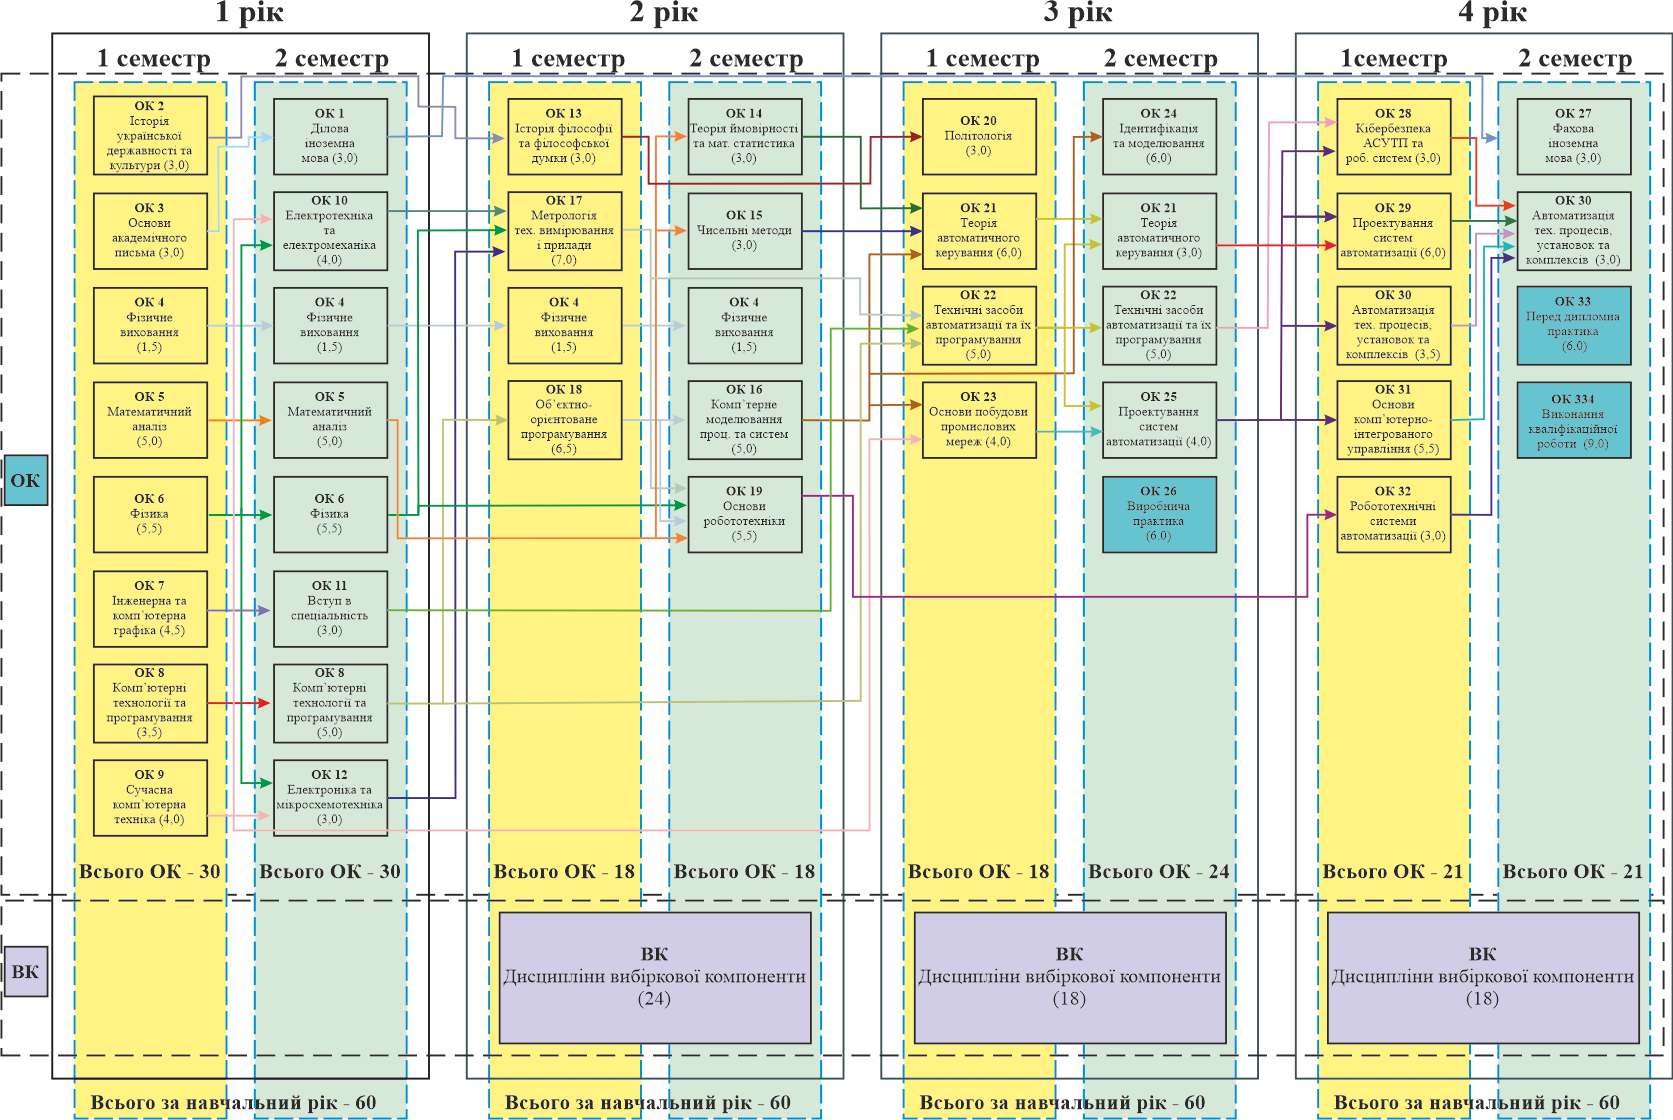 1 рік
1 семестр
2 семестр
ОК 2
Історія
української
державності та
культури (3,0)
ОК 3
Основи
академічного
письма (3,0)
ОК 4
Фізичне
виховання
(1,5)
ОК 5
Математичний
аналіз
(5,0)
ОК 6
Фізика
(5,5)
ОК 7
Інженерна та
комп'ютерна
графіка (4,5)
ОК 8
Комп'ютерні
технології та
програмування
(3,5)
ОК 9
Сучасна
комп'ютерна
техніка (4,0)
Всього ОК - 30
ОК 1
Ділова
іноземна
мова (3,0)
ОК 10
Електротехніка
та
електромеханіка
(4,0)
ОК 4
Фізичне
виховання
(1,5)
ОК 5
Математичний
аналіз
(5,0)
ОК 6
Фізика
(5,5)
ОК 11
Вступ в
спеціальність
(3,0)
ОК 8
Комп'ютерні
технології та
програмування
(5,0)
ОК 12
Електроніка та
мікросхемотехніка
(3,0)
Всього ОК - 30
Всього за навчальний рік - 60
2 рік
1 семестр
2 семестр
ОК 13
Історія філософії
та філософської
думки (3,0)
ОК 17
Метрологія
тех. вимірювання
і прилади
(7,0)
ОК 4
Фізичне
виховання
(1,5)
ОК 18
Об'єктно-
орієнтоване
програмування
(6,5)
Всього ОК - 18
ОК 14
Теорія ймовірності
та мат. статистика
(3,0)
ОК 15
Чисельні методи
(3,0)
ОК 4
Фізичне
виховання
(1,5)
ОК 16
Комп'терне
моделювання
проц. та систем
(5,0)
ОК 19
Основи
робототехніки
(5,5)
Всього ОК - 18
ВК
Дисципліни вибіркової компоненти
(24)
Всього за навчальний рік - 60
3 рік
1 семестр
2 семестр
ОК 20
Політологія
(3,0)
ОК 21
Теорія
автоматичного
керування (6,0)
ОК 22
Технічні засоби
автоматизації та їх
програмування
(5,0)
ОК 23
Основи побудови
промислових
мереж (4,0)
Всього ОК - 18
ОК 24
Ідентифікація
та моделювання
(6,0)
ОК 21
Теорія
автоматичного
керування (3,0)
ОК 22
Технічні засоби
автоматизації та їх
програмування
(5,0)
ОК 25
Проектування
систем
автоматизації (4,0)
ОК 26
Виробнича
практика
(6,0)
Всього ОК - 24
ВК
Дисципліни вибіркової компоненти
(18)
Всього за навчальний рік - 60
4 рік
1семестр
2 семестр
ОК 28
Кібербезпека
АСУТП та
роб. систем (3,0)
ОК 29
Проектування
систем
автоматизації (6,0)
ОК 30
Автоматизація
тех. процесів,
установок та
комплексів (3,5)
ОК 31
Основи
комп'ютерно-
інтегрованого
управління (5,5)
ОК 32
Робототехнічні
системи
автоматизації (3,0)
Всього ОК - 21
ОК 27
Фахова
іноземна
мова (3,0)
ОК 30
Автоматизація
тех. процесів,
установок та
комплексів (3,0)
ОК 33
Перед дипломна
практика
(6.0)
ОК 334
Виконання
кваліфікаційної
роботи (9,0)
Всього ОК - 21
ВК
Дисципліни вибіркової компоненти
(18)
Всього за навчальний рік - 60
ОК
ВК